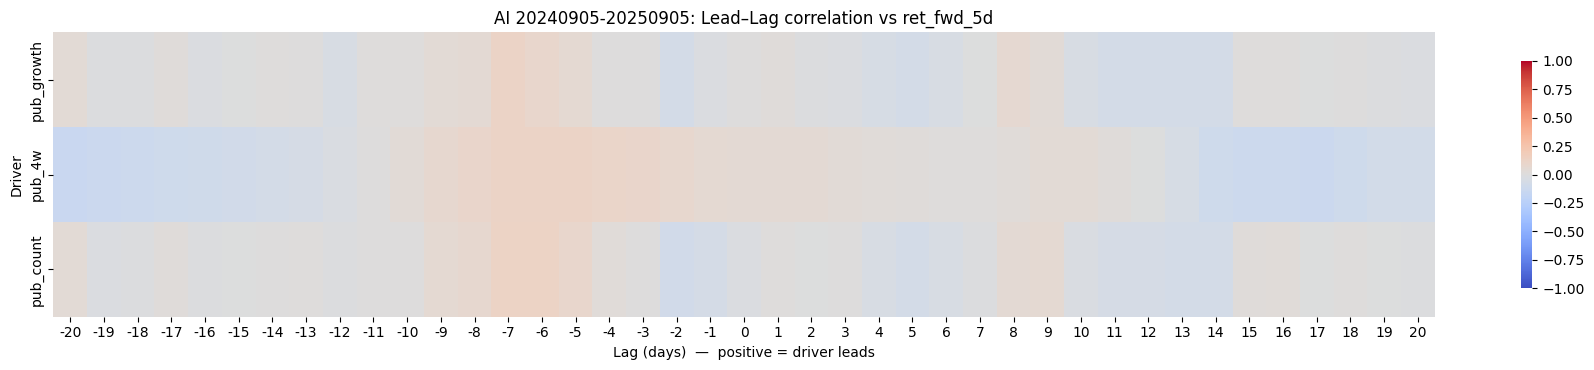 AI 20240905-20250905: Lead–Lag correlation vs ret_fwd_5d
Driver
pub_growth
pub_4w
pub_count
-20 -19 -18 -17 -16 -15 -14 -13 -12 -11 -10 -9 -8 -7 -6 -5 -4 -3 -2 -1 0 1 2 3 4 5 6 7 8 9 10 11 12 13 14 15 16 17 18 19 20
Lag (days) — positive = driver leads
1.00
0.75
0.50
0.25
0.00
−0.25
−0.50
−0.75
−1.00